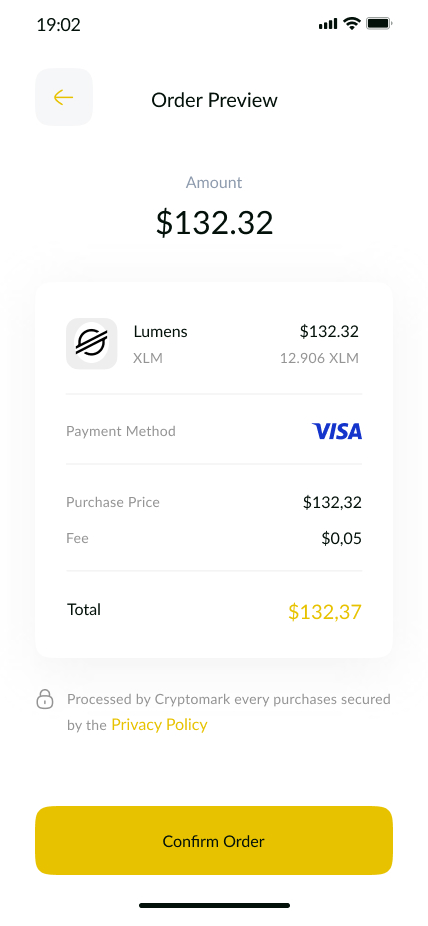 19:02
Order Preview
Amount
$132.32
Lumens $132.32
XLM 12.906 XLM
Payment Method VISA
Purchase Price $132,32
Fee $0,05
Total $132,37
Processed by Cryptomark every purchases secured
by the Privacy Policy
Confirm Order